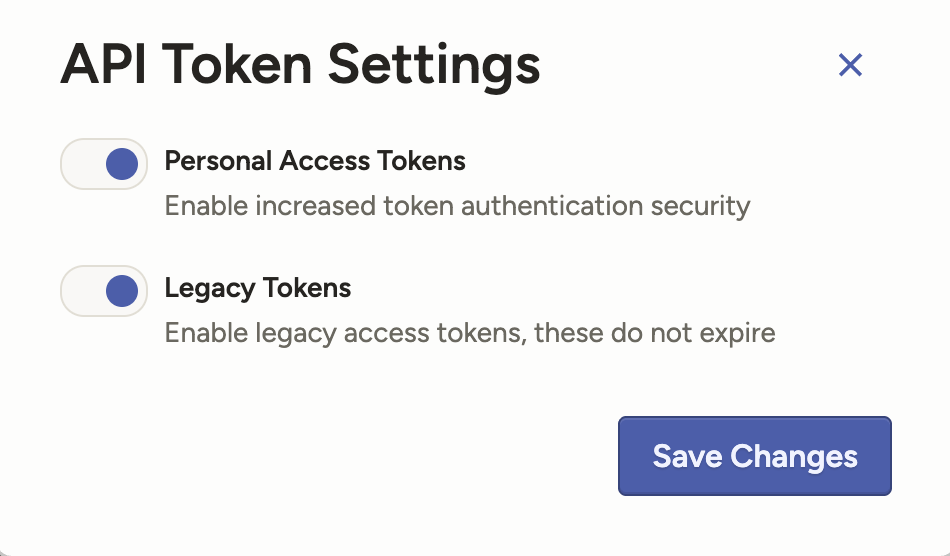 API Token Settings
Personal Access Tokens
Enable increased token authentication security
Legacy Tokens
Enable legacy access tokens, these do not expire
Save Changes